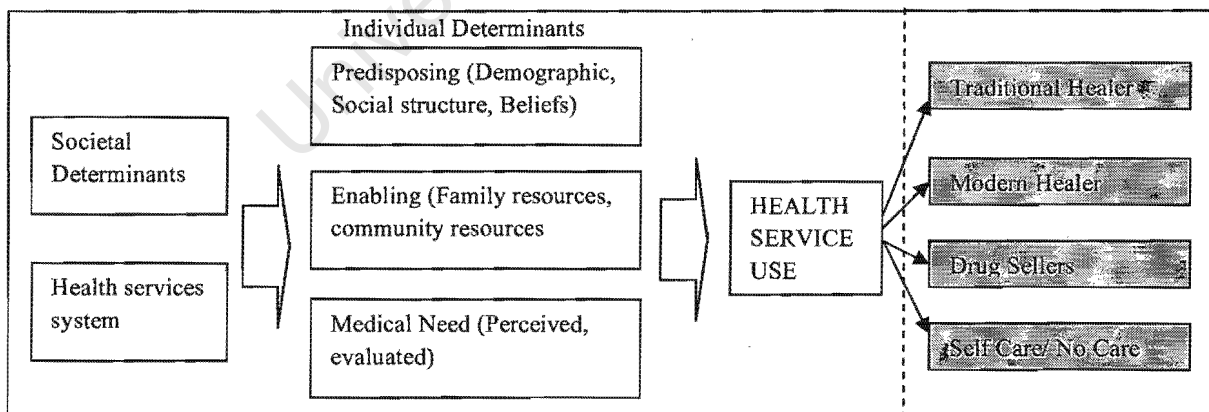 Individual Determinants
Societal
Determinants
Health services
system
Predisposing (Demographic,
Social structure, Beliefs)
Enabling (Family resources,
community resources
Medical Need (Perceived,
evaluated)
HEALTH
SERVICE
USE
Traditional Healer
Modern Healer
Drug Sellers
Self Care/ No Care